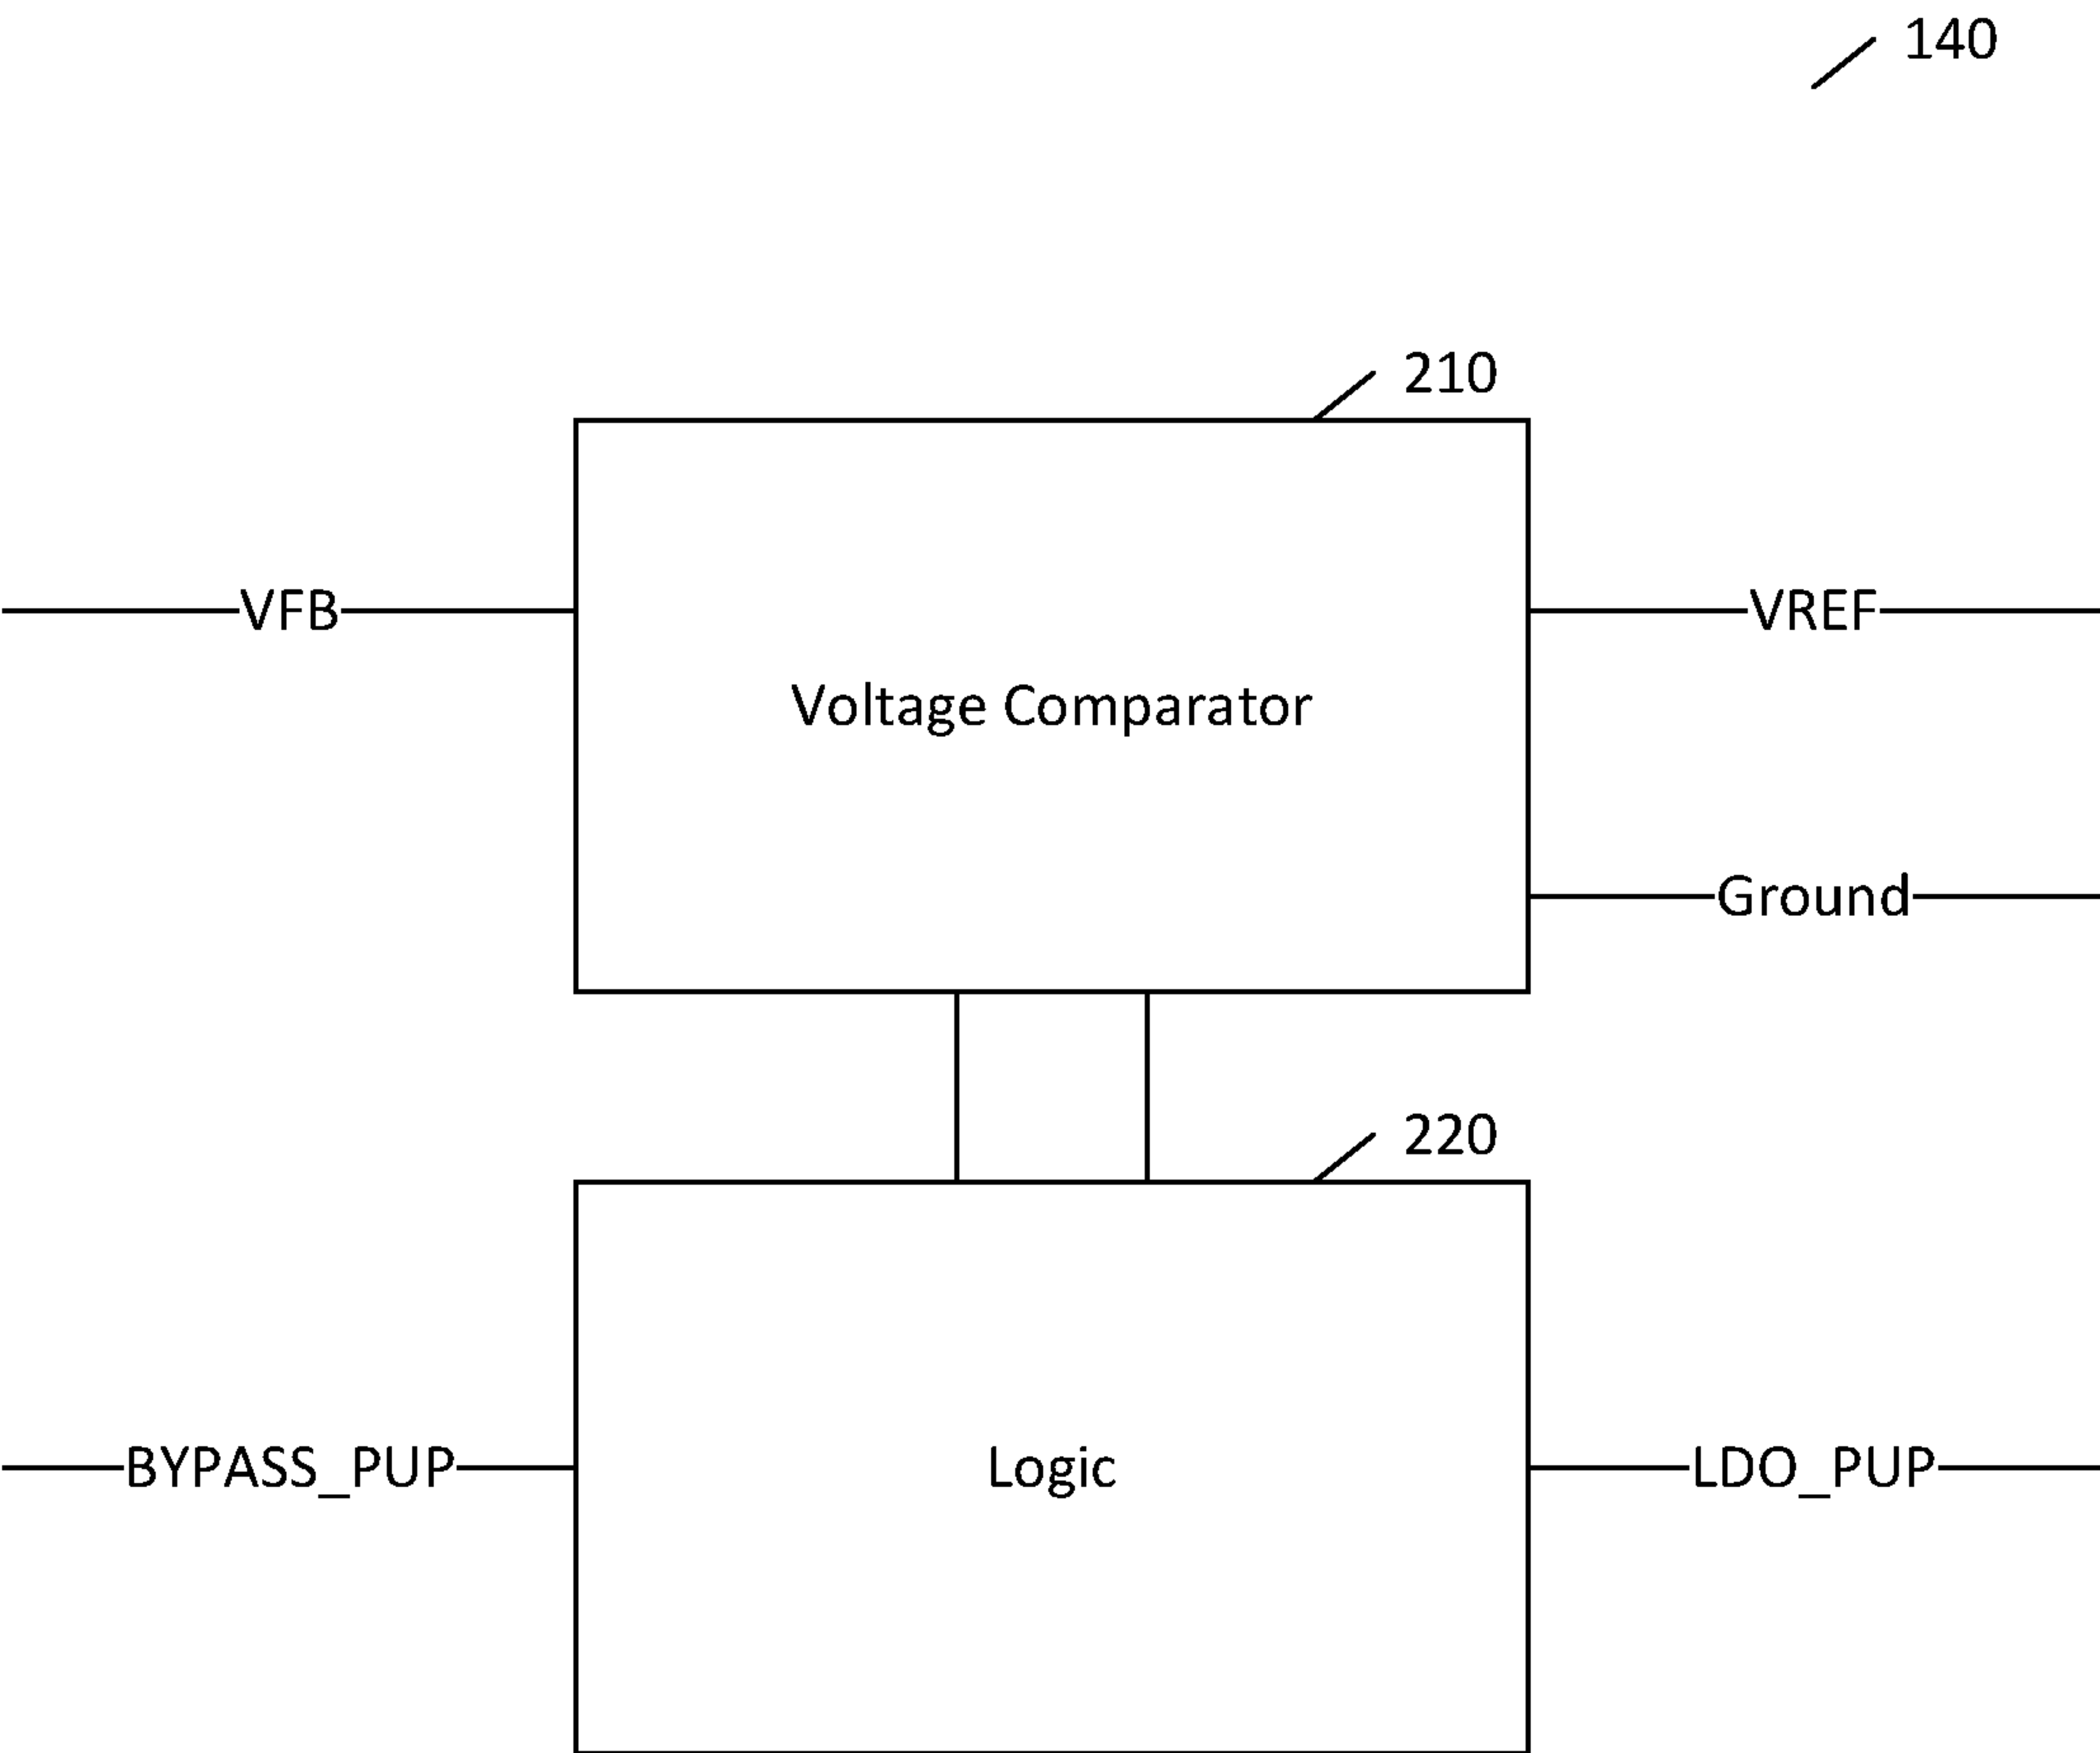 140
210
VFB
VREF
Voltage Comparator
Ground
220
BYPASS_PUP
Logic
LDO_PUP